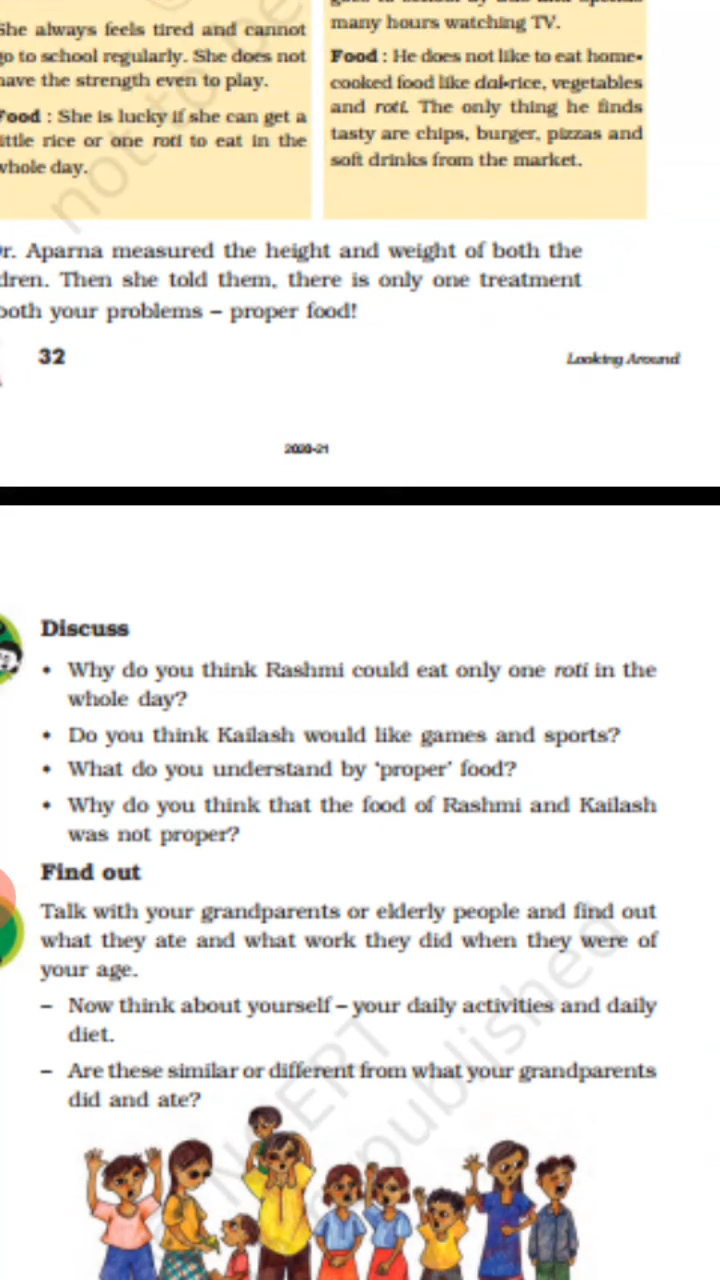 She always feels tired and cannot
go to school regularly. She does not
have the strength even to play.
Food : She is lucky if she can get a
little rice or one roti to eat in the
whole day.
many hours watching TV.
Food : He does not like to eat home-
cooked food like dal-rice, vegetables
and roti. The only thing he finds
tasty are chips, burger, pizzas and
soft drinks from the market.
not to be
r. Aparna measured the height and weight of both the
dren. Then she told them, there is only one treatment
both your problems – proper food!
32
Looking Around
2020-21
Discuss
• Why do you think Rashmi could eat only one roti in the
whole day?
• Do you think Kailash would like games and sports?
• What do you understand by ‘proper’ food?
• Why do you think that the food of Rashmi and Kailash
was not proper?
Find out
Talk with your grandparents or elderly people and find out
what they ate and what work they did when they were of
your age.
– Now think about yourself – your daily activities and daily
diet.
– Are these similar or different from what your grandparents
did and ate?
NCERT
republished